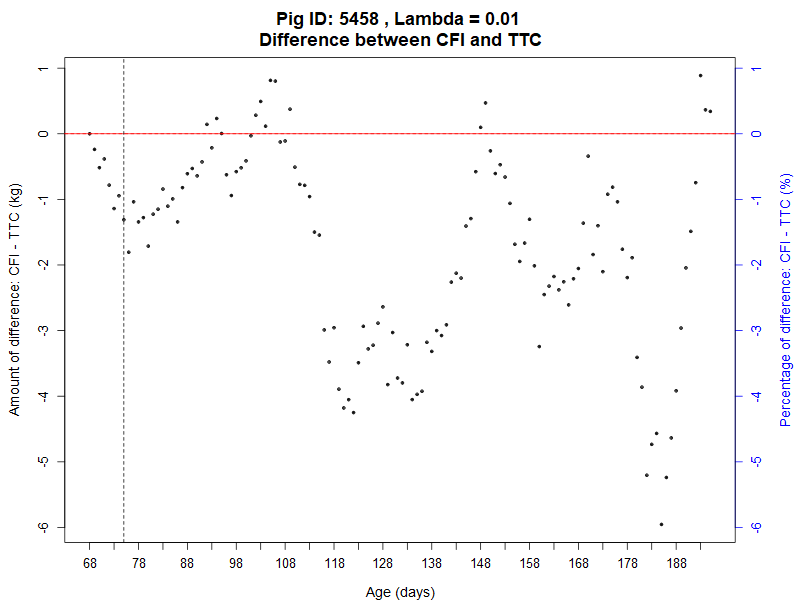 Pig ID: 5458 , Lambda = 0.01
Difference between CFI and TTC
Amount of difference: CFI - TTC (kg)
1
0
-1
-2
-3
-4
-5
-6
1
0
-1
-2
-3
-4
-5
-6
Percentage of difference: CFI - TTC (%)
68 78 88 98 108 118 128 138 148 158 168 178 188
Age (days)